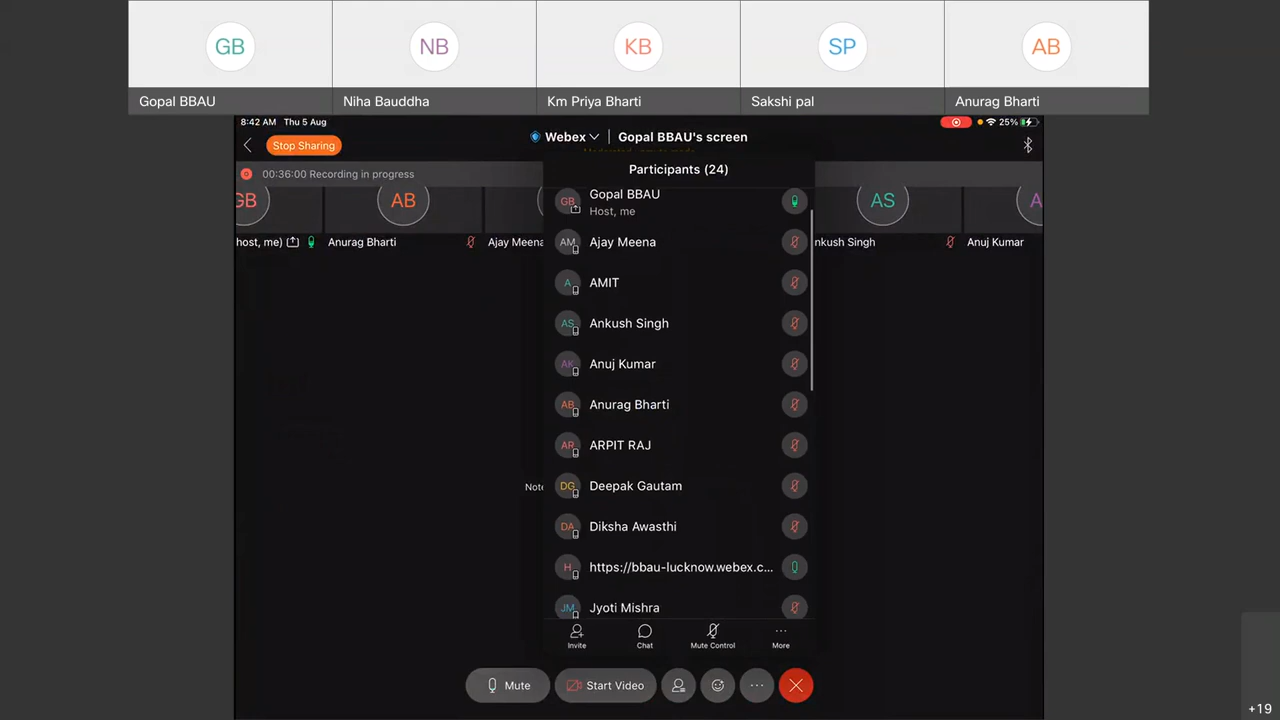 GB NB KB SP AB
Gopal BBAU Niha Bauddha Km Priya Bharti Sakshi pal Anurag Bharti
8:42 AM Thu 5 Aug 25%
Stop Sharing Webex | Gopal BBAU's screen
00:36:00 Recording in progress
Participants (24)
GB AB AS A
host, me) Anurag Bharti Ajay Meena nkush Singh Anuj Kumar
GB Gopal BBAU
Host, me
AM Ajay Meena
A AMIT
AS Ankush Singh
AK Anuj Kumar
AB Anurag Bharti
AR ARPIT RAJ
DG Deepak Gautam
Note
DA Diksha Awasthi
H https://bbau-lucknow.webex.c...
JM Jyoti Mishra
Invite Chat Mute Control More
Mute Start Video
+19